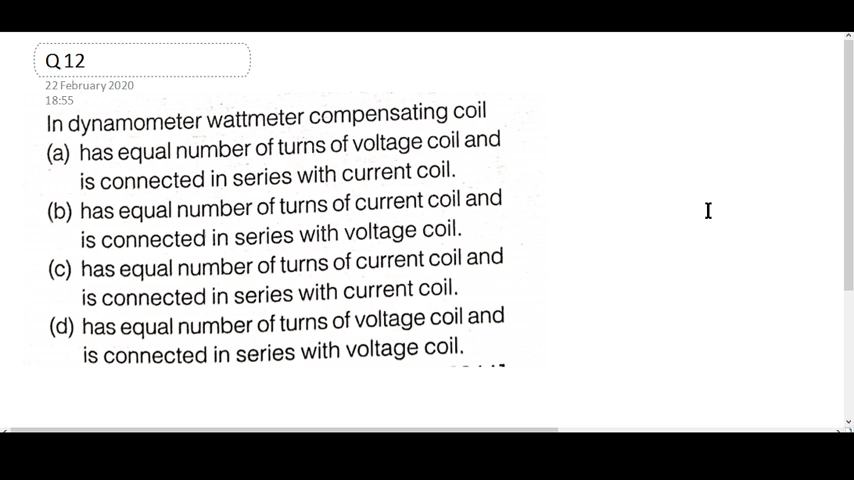 Q 12
22 February 2020
18:55
In dynamometer wattmeter compensating coil
(a) has equal number of turns of voltage coil and
is connected in series with current coil.
(b) has equal number of turns of current coil and
is connected in series with voltage coil.
(c) has equal number of turns of current coil and
is connected in series with current coil.
(d) has equal number of turns of voltage coil and
is connected in series with voltage coil.